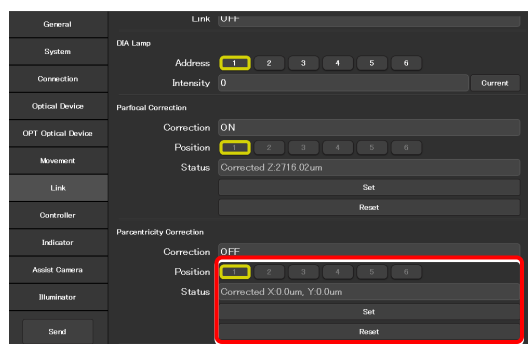 General
System
Connection
Optical Device
OPT Optical Device
Movement
Link
Controller
Indicator
Assist Camera
Illuminator
Send
Link OFF
DIA Lamp
Address 1 2 3 4 5 6
Intensity 0 Current
Parfocal Correction
Correction ON
Position 1 2 3 4 5 6
Status Corrected Z:2716.02um
Set
Reset
Parcentricity Correction
Correction OFF
Position 1 2 3 4 5 6
Status Corrected X:0.0um, Y:0.0um
Set
Reset